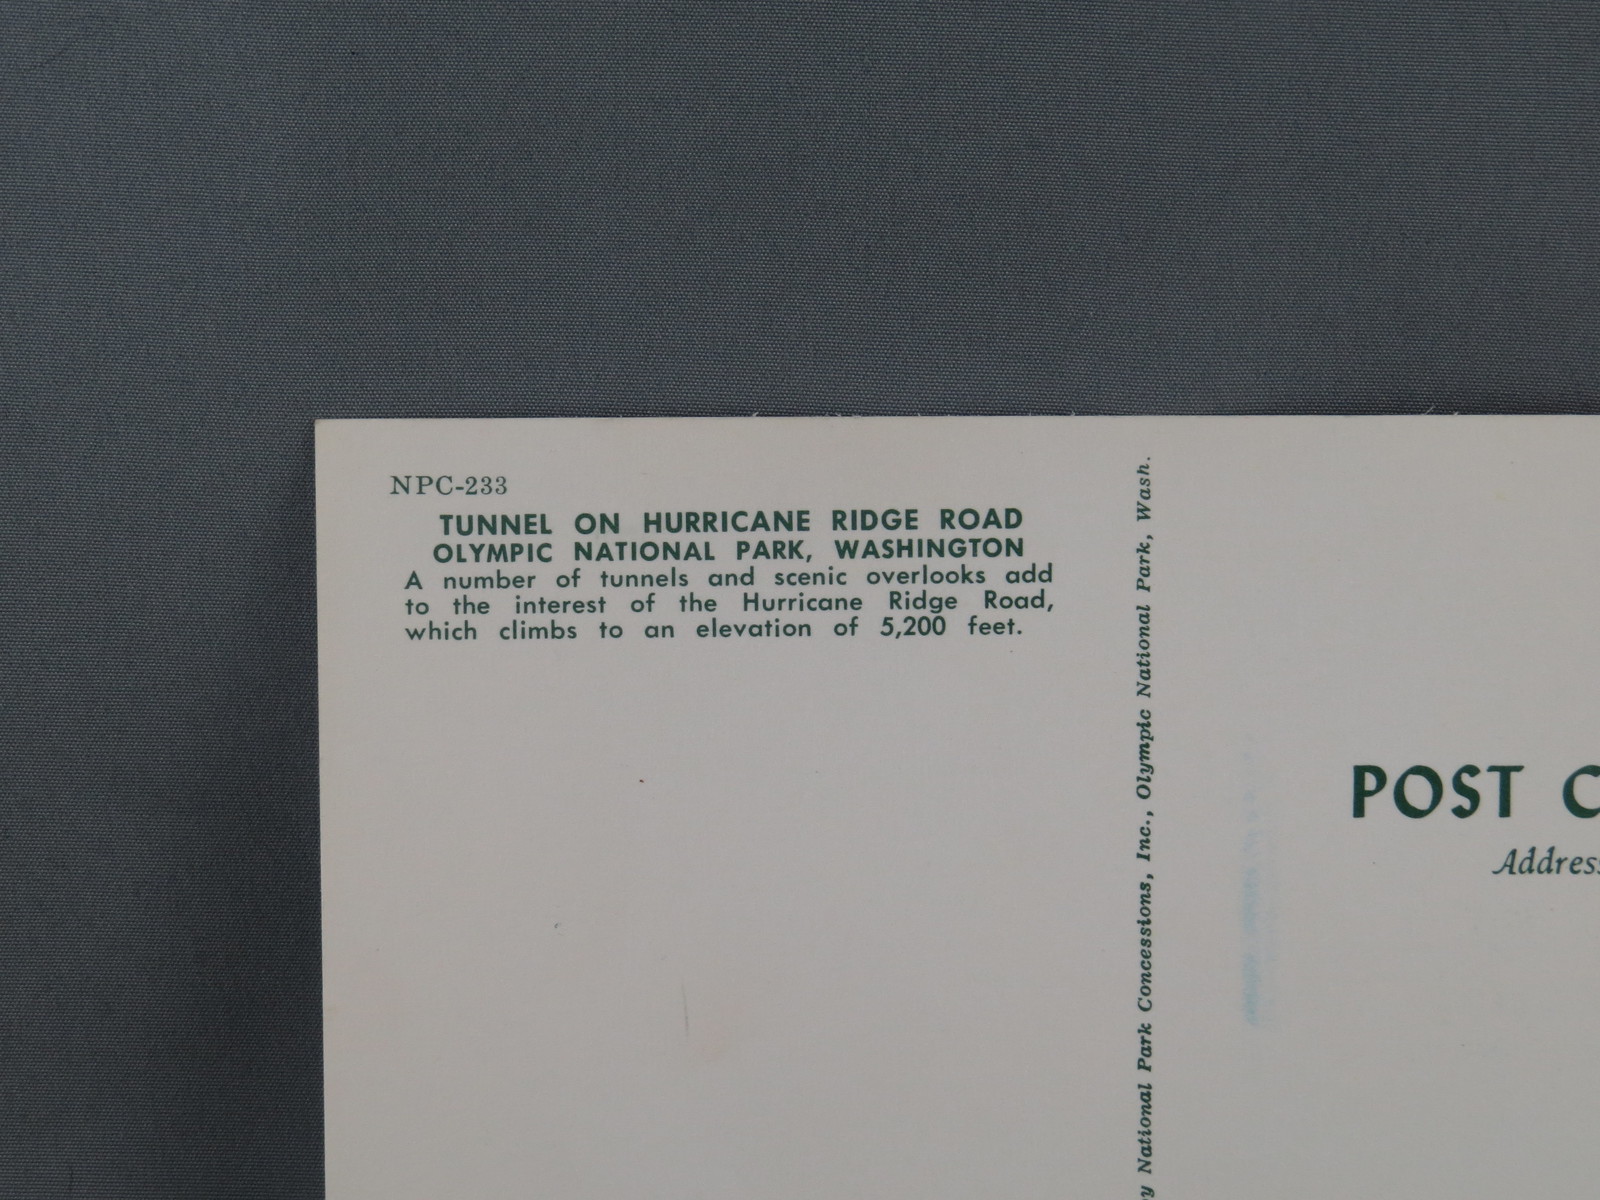 NPC-233
TUNNEL ON HURRICANE RIDGE ROAD
OLYMPIC NATIONAL PARK, WASHINGTON
A number of tunnels and scenic overlooks add
to the interest of the Hurricane Ridge Road,
which climbs to an elevation of 5,200 feet.
y National Park Concessions, Inc., Olympic National Park, Wash.
POST C
Address